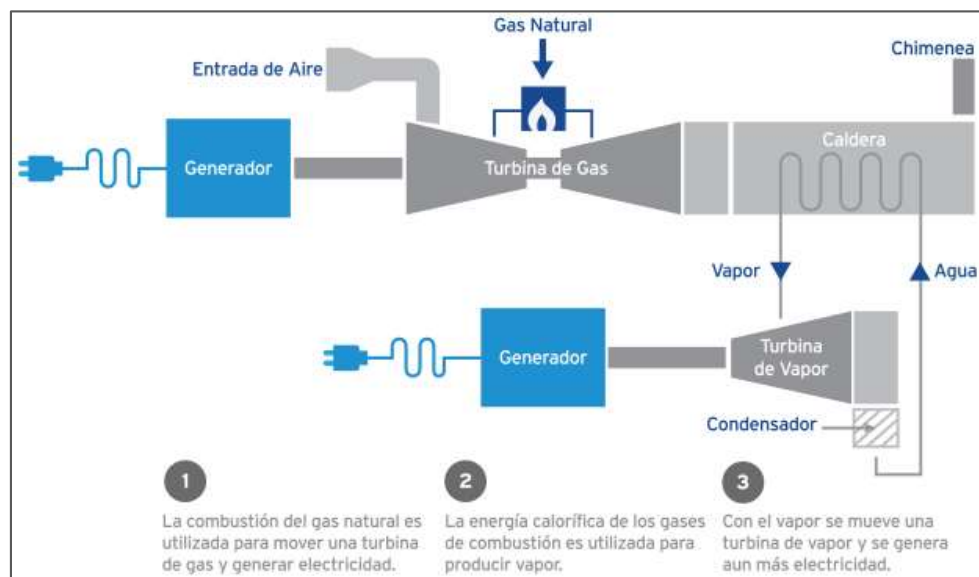 Gas Natural
Chimenea
Entrada de Aire
Caldera
Generador
Turbina de Gas
Vapor
Agua
Generador
Turbina
de Vapor
Condensador
1
La combustión del gas natural es
utilizada para mover una turbina
de gas y generar electricidad.
2
La energía calorífica de los gases
de combustión es utilizada para
producir vapor.
3
Con el vapor se mueve una
turbina de vapor y se genera
aun más electricidad.